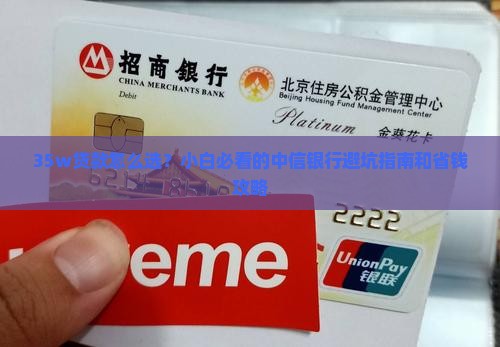 招商银行
CHINA MERCHANTS BANK
Debit
北京住房公积金管理中心
Beijing Housing Fund Management Center
Platinum
金葵花卡
35w贷款怎么选！小白必看的中信银行避坑指南和省钱
攻略
2222
eme
UnionPay
银联